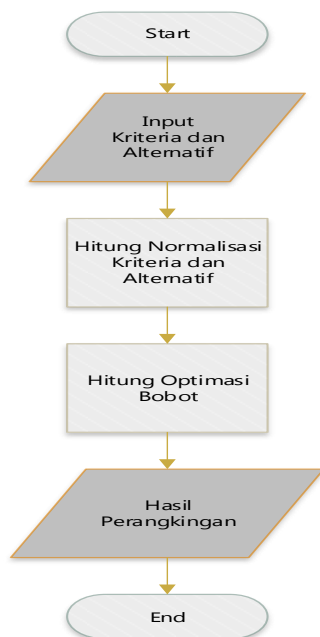 Start
Input
Kriteria dan
Alternatif
Hitung Normalisasi
Kriteria dan
Alternatif
Hitung Optimasi
Bobot
Hasil
Perangkingan
End